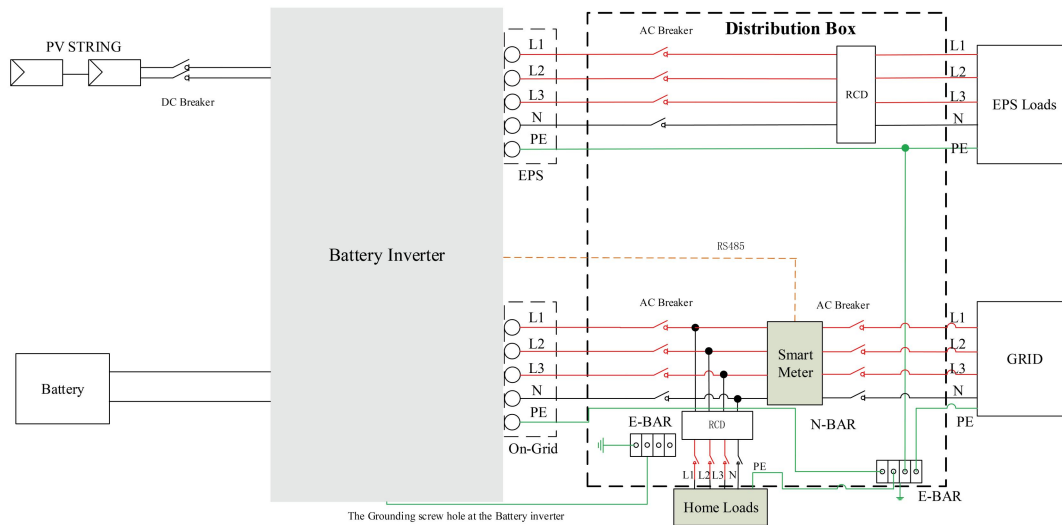 PV STRING
DC Breaker
Battery Inverter
Battery
L1
L2
L3
N
PE
EPS
AC Breaker
Distribution Box
RCD
L1
L2
L3
N
PE
EPS Loads
RS485
L1
L2
L3
N
PE
On-Grid
AC Breaker
AC Breaker
Smart
Meter
L1
L2
L3
N
PE
GRID
N-BAR
E-BAR
RCD
L1
L2
L3
N
PE
Home Loads
E-BAR
The Grounding screw hole at the Battery inverter